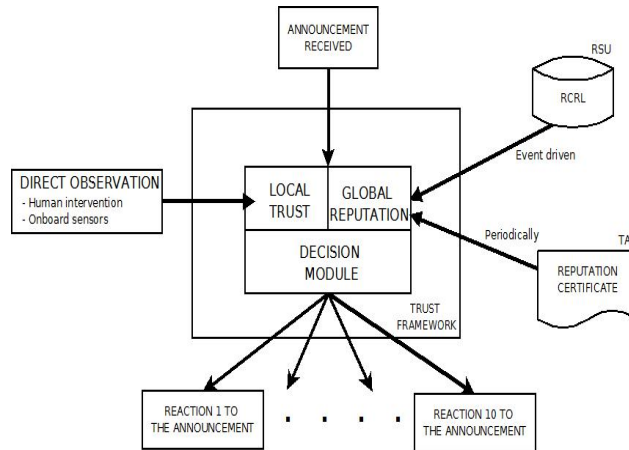 ANNOUNCEMENT
RECEIVED
RSU
RCRL
Event driven
DIRECT OBSERVATION
- Human intervention
- Onboard sensors
LOCAL
TRUST
GLOBAL
REPUTATION
Periodically
TA
DECISION
MODULE
REPUTATION
CERTIFICATE
TRUST
FRAMEWORK
REACTION 1 TO
THE ANNOUNCEMENT
. . . .
REACTION 10 TO
THE ANNOUNCEMENT